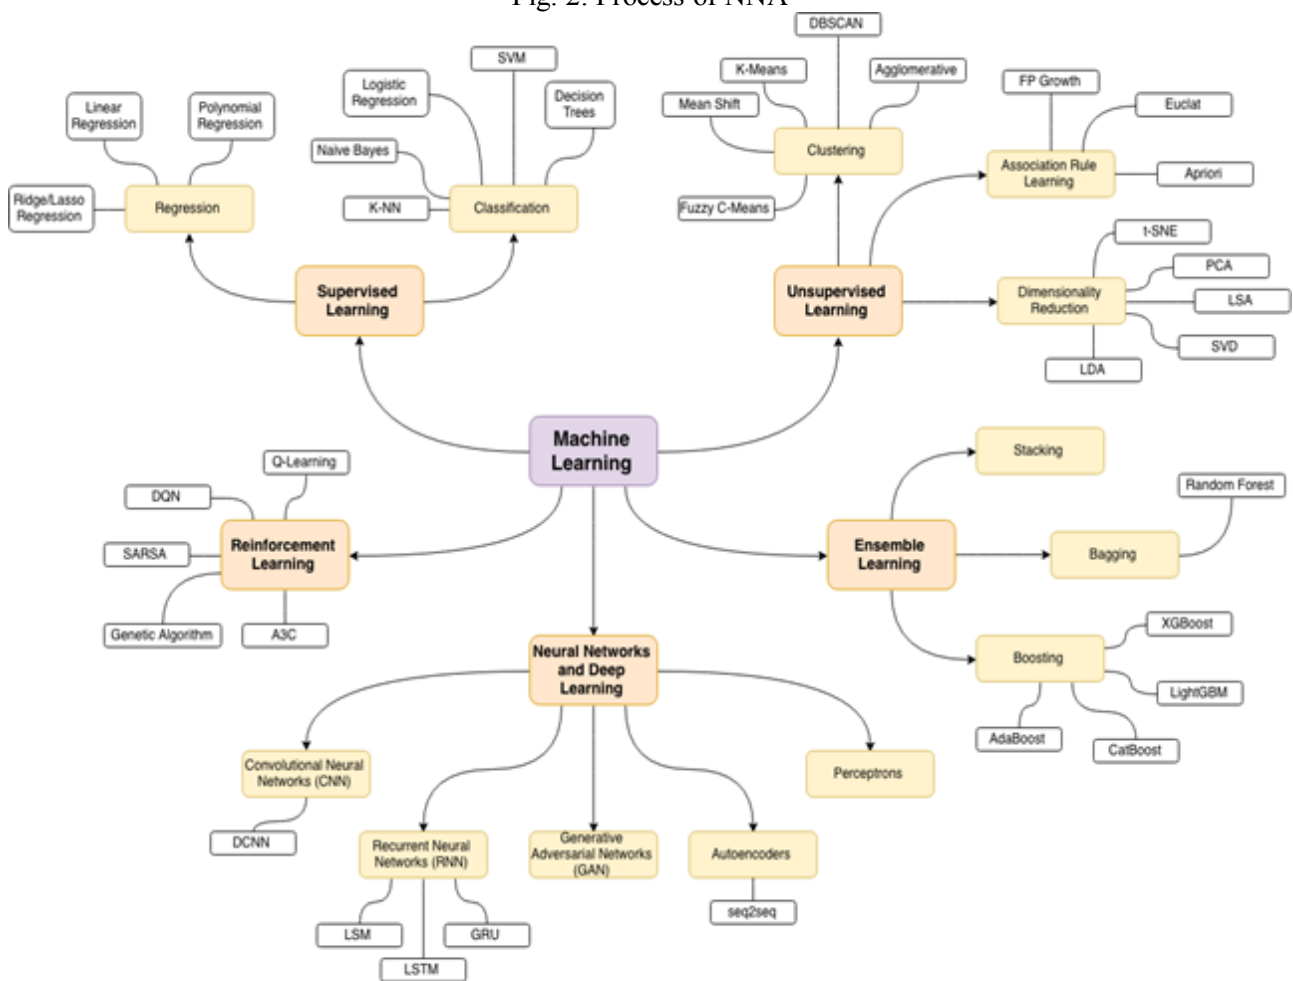 Fig. 2. Process of NNA
DBSCAN
SVM
K-Means
Agglomerative
FP Growth
Logistic
Regression
Linear
Regression
Polynomial
Regression
Decision
Trees
Mean Shift
Euclat
Naive Bayes
Clustering
Association Rule
Learning
Apriori
Ridge/Lasso
Regression
Regression
K-NN
Classification
Fuzzy C-Means
t-SNE
PCA
Supervised
Learning
Unsupervised
Learning
Dimensionality
Reduction
LSA
SVD
LDA
Machine
Learning
Stacking
Q-Learning
Random Forest
DQN
SARSA
Reinforcement
Learning
Ensemble
Learning
Bagging
Genetic Algorithm
A3C
XGBoost
Neural Networks
and Deep
Learning
Boosting
LightGBM
AdaBoost
CatBoost
Convolutional Neural
Networks (CNN)
Perceptrons
DCNN
Recurrent Neural
Networks (RNN)
Generative
Adversarial Networks
(GAN)
Autoencoders
seq2seq
LSM
GRU
LSTM